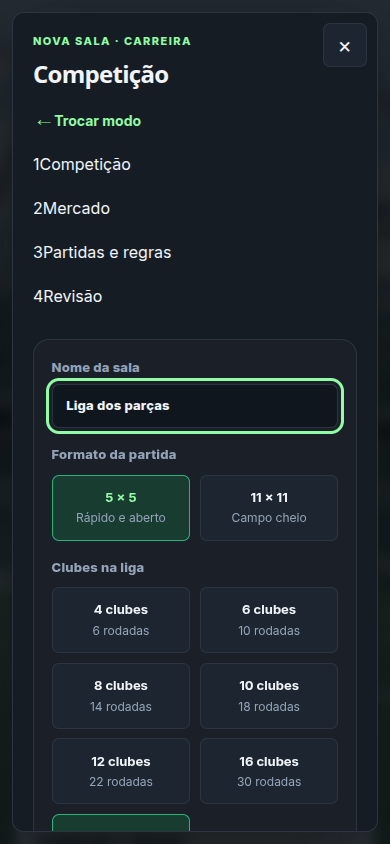 NOVA SALA · CARREIRA
×
Competição
← Trocar modo
1Competição
2Mercado
3Partidas e regras
4Revisão
Nome da sala
Liga dos parças
Formato da partida
5 × 5
Rápido e aberto
11 × 11
Campo cheio
Clubes na liga
4 clubes
6 rodadas
6 clubes
10 rodadas
8 clubes
14 rodadas
10 clubes
18 rodadas
12 clubes
22 rodadas
16 clubes
30 rodadas